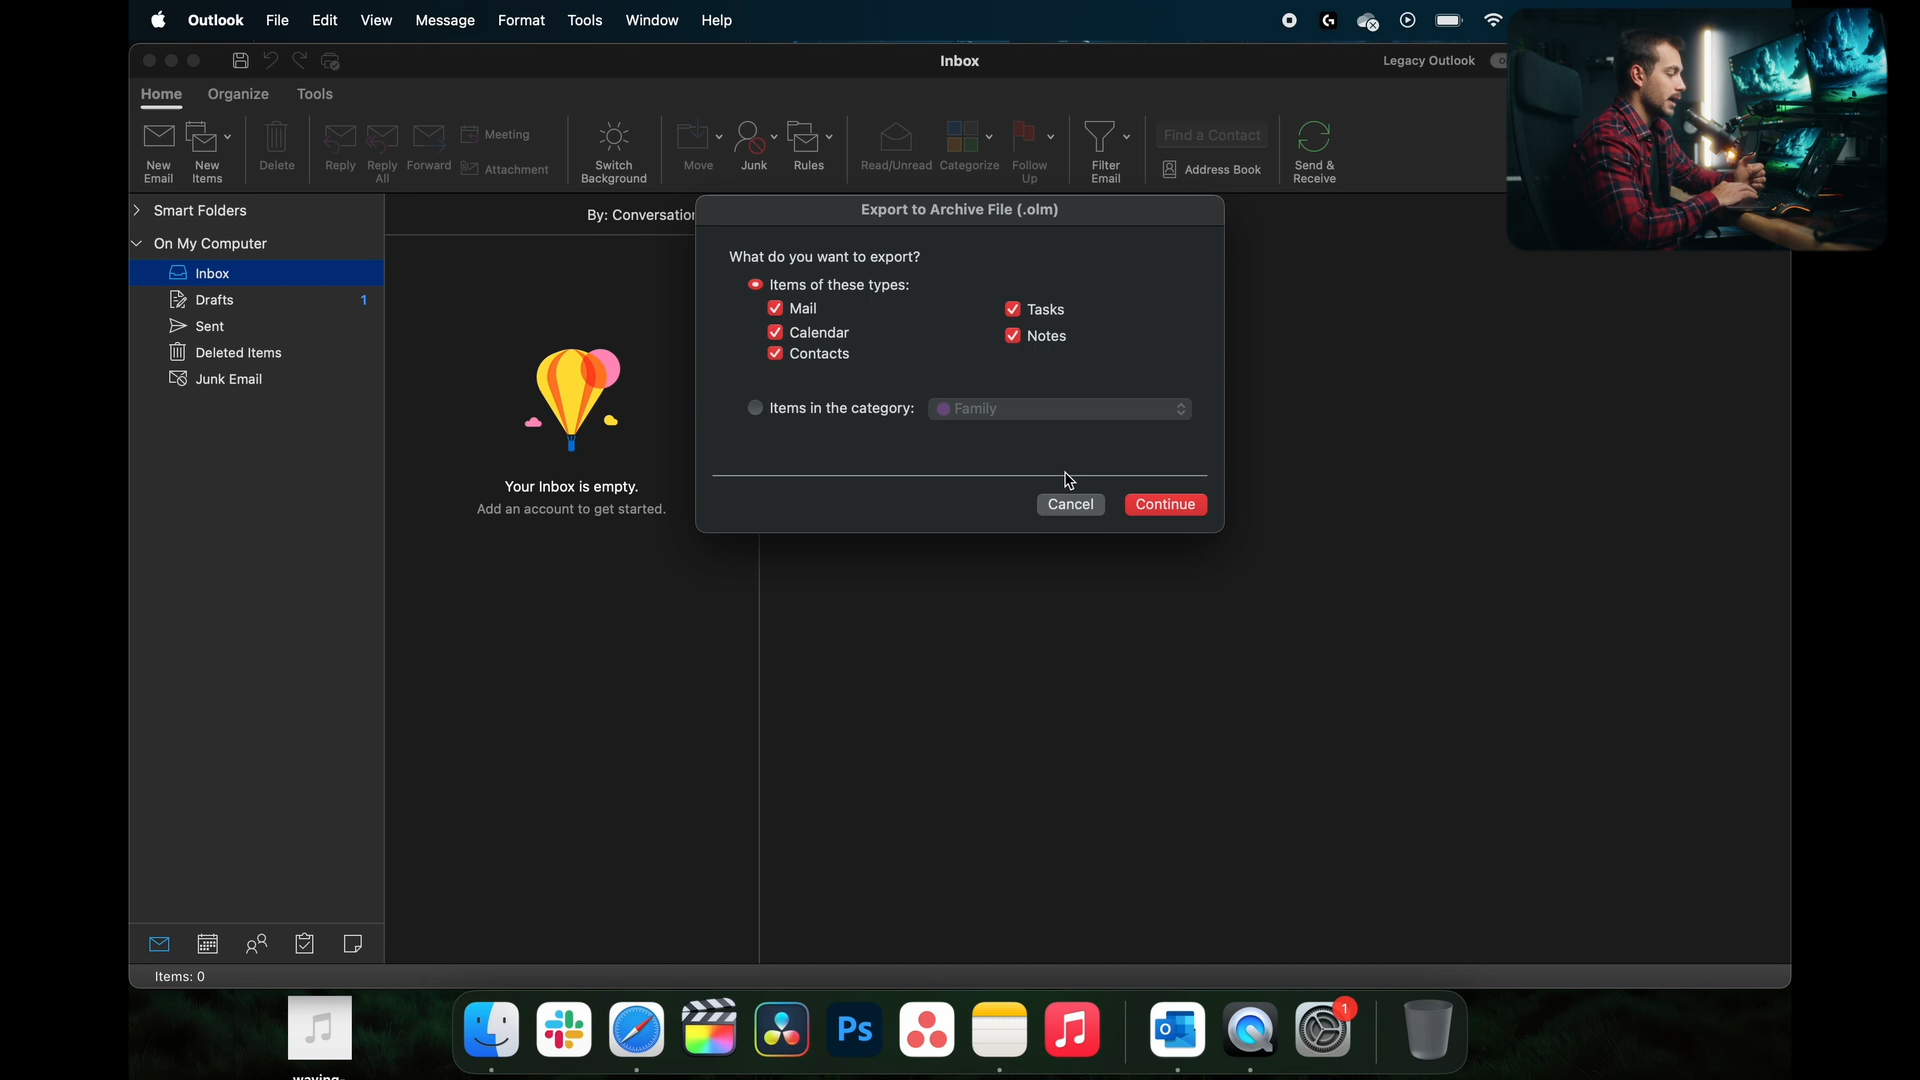 Outlook File Edit View Message Format Tools Window Help
Inbox
Legacy Outlook
Home Organize Tools
New Email
New Items
Delete
Reply
Reply All
Forward
Meeting
Attachment
Switch Background
Move
Junk
Rules
Read/Unread
Categorize
Follow Up
Filter Email
Find a Contact
Address Book
Send & Receive
Smart Folders
On My Computer
Inbox
Drafts 1
Sent
Deleted Items
Junk Email
By: Conversation
Your Inbox is empty.
Add an account to get started.
Export to Archive File (.olm)
What do you want to export?
Items of these types:
Mail
Calendar
Contacts
Tasks
Notes
Items in the category: Family
Cancel Continue
Items: 0
Ps
1